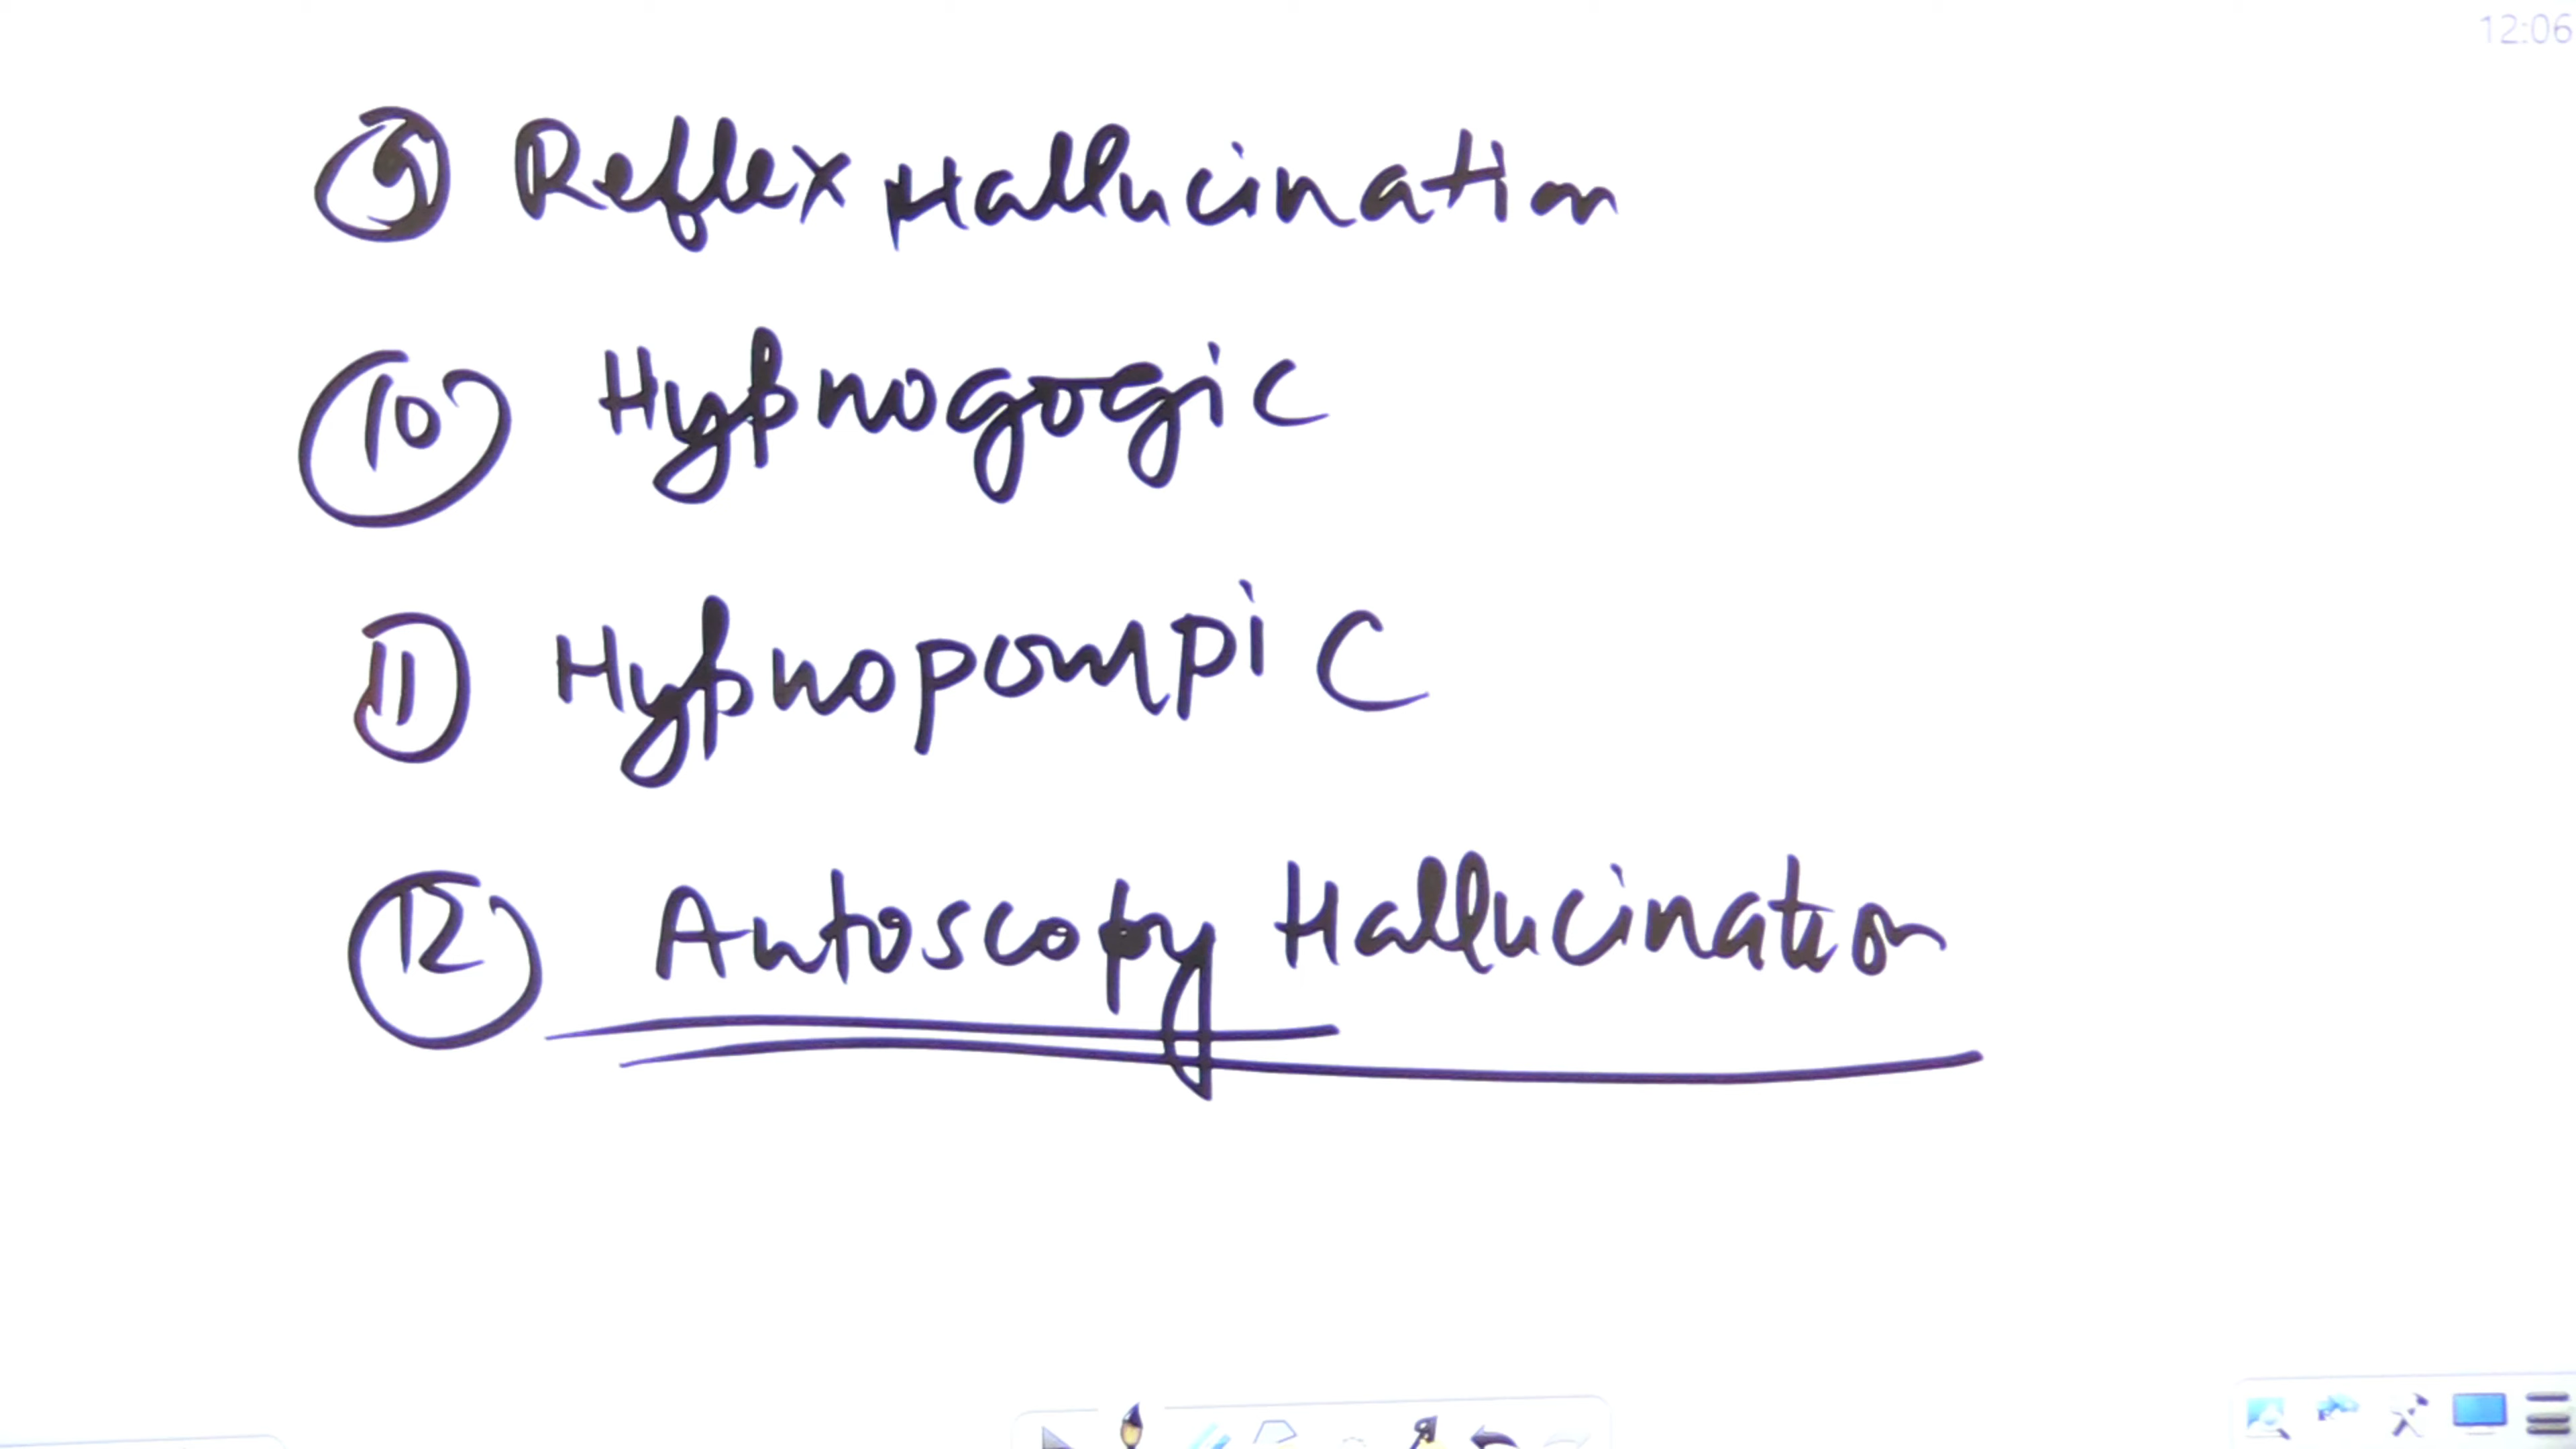 12:06
⑨ Reflex Hallucination
⑩ Hypnogogic
⑪ Hypnopompic
⑫ Autoscopy Hallucination